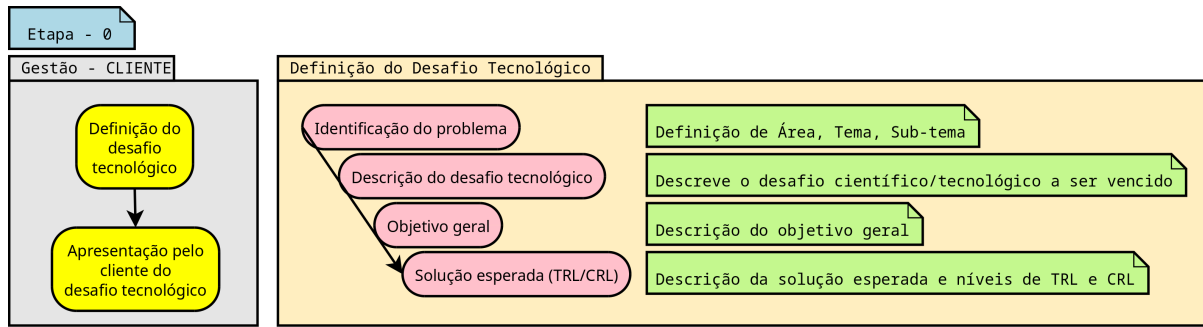 Etapa - 0
Gestão - CLIENTE
Definição do
desafio
tecnológico
Apresentação pelo
cliente do
desafio tecnológico
Definição do Desafio Tecnológico
Identificação do problema
Definição de Área, Tema, Sub-tema
Descrição do desafio tecnológico
Descreve o desafio científico/tecnológico a ser vencido
Objetivo geral
Descrição do objetivo geral
Solução esperada (TRL/CRL)
Descrição da solução esperada e níveis de TRL e CRL